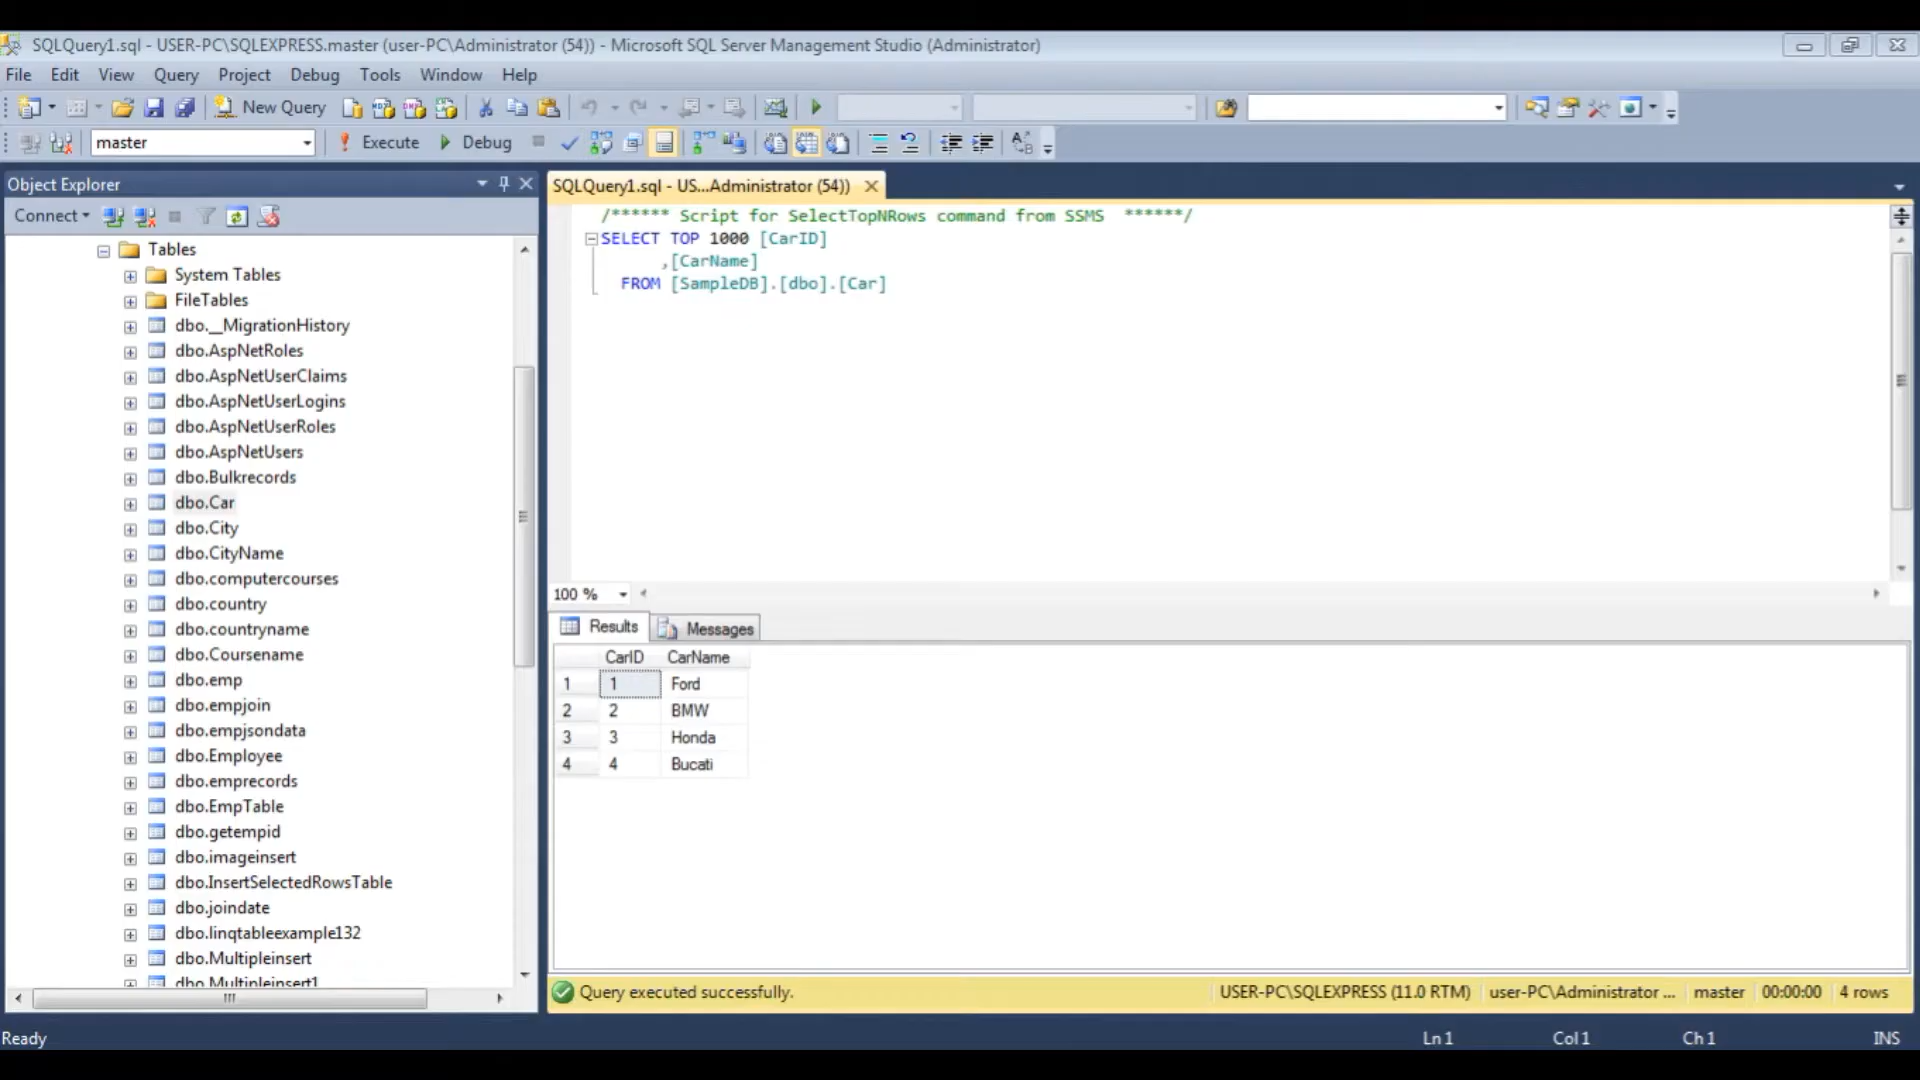 SQLQuery1.sql - USER-PC\SQLEXPRESS.master (user-PC\Administrator (54)) - Microsoft SQL Server Management Studio (Administrator)
File Edit View Query Project Debug Tools Window Help
New Query
master Execute Debug
Object Explorer
Connect
Tables
System Tables
FileTables
dbo.__MigrationHistory
dbo.AspNetRoles
dbo.AspNetUserClaims
dbo.AspNetUserLogins
dbo.AspNetUserRoles
dbo.AspNetUsers
dbo.Bulkrecords
dbo.Car
dbo.City
dbo.CityName
dbo.computercourses
dbo.country
dbo.countryname
dbo.Coursename
dbo.emp
dbo.empjoin
dbo.empjsondata
dbo.Employee
dbo.emprecords
dbo.EmpTable
dbo.getempid
dbo.imageinsert
dbo.InsertSelectedRowsTable
dbo.joindate
dbo.linqtableexample132
dbo.Multipleinsert
dbo.Multipleinsert1
SQLQuery1.sql - US...Administrator (54))
/****** Script for SelectTopNRows command from SSMS ******/
SELECT TOP 1000 [CarID]
,[CarName]
FROM [SampleDB].[dbo].[Car]
100 %
Results Messages
CarID CarName
1 1 Ford
2 2 BMW
3 3 Honda
4 4 Bucati
Query executed successfully. USER-PC\SQLEXPRESS (11.0 RTM) user-PC\Administrator ... master 00:00:00 4 rows
Ready Ln 1 Col 1 Ch 1 INS